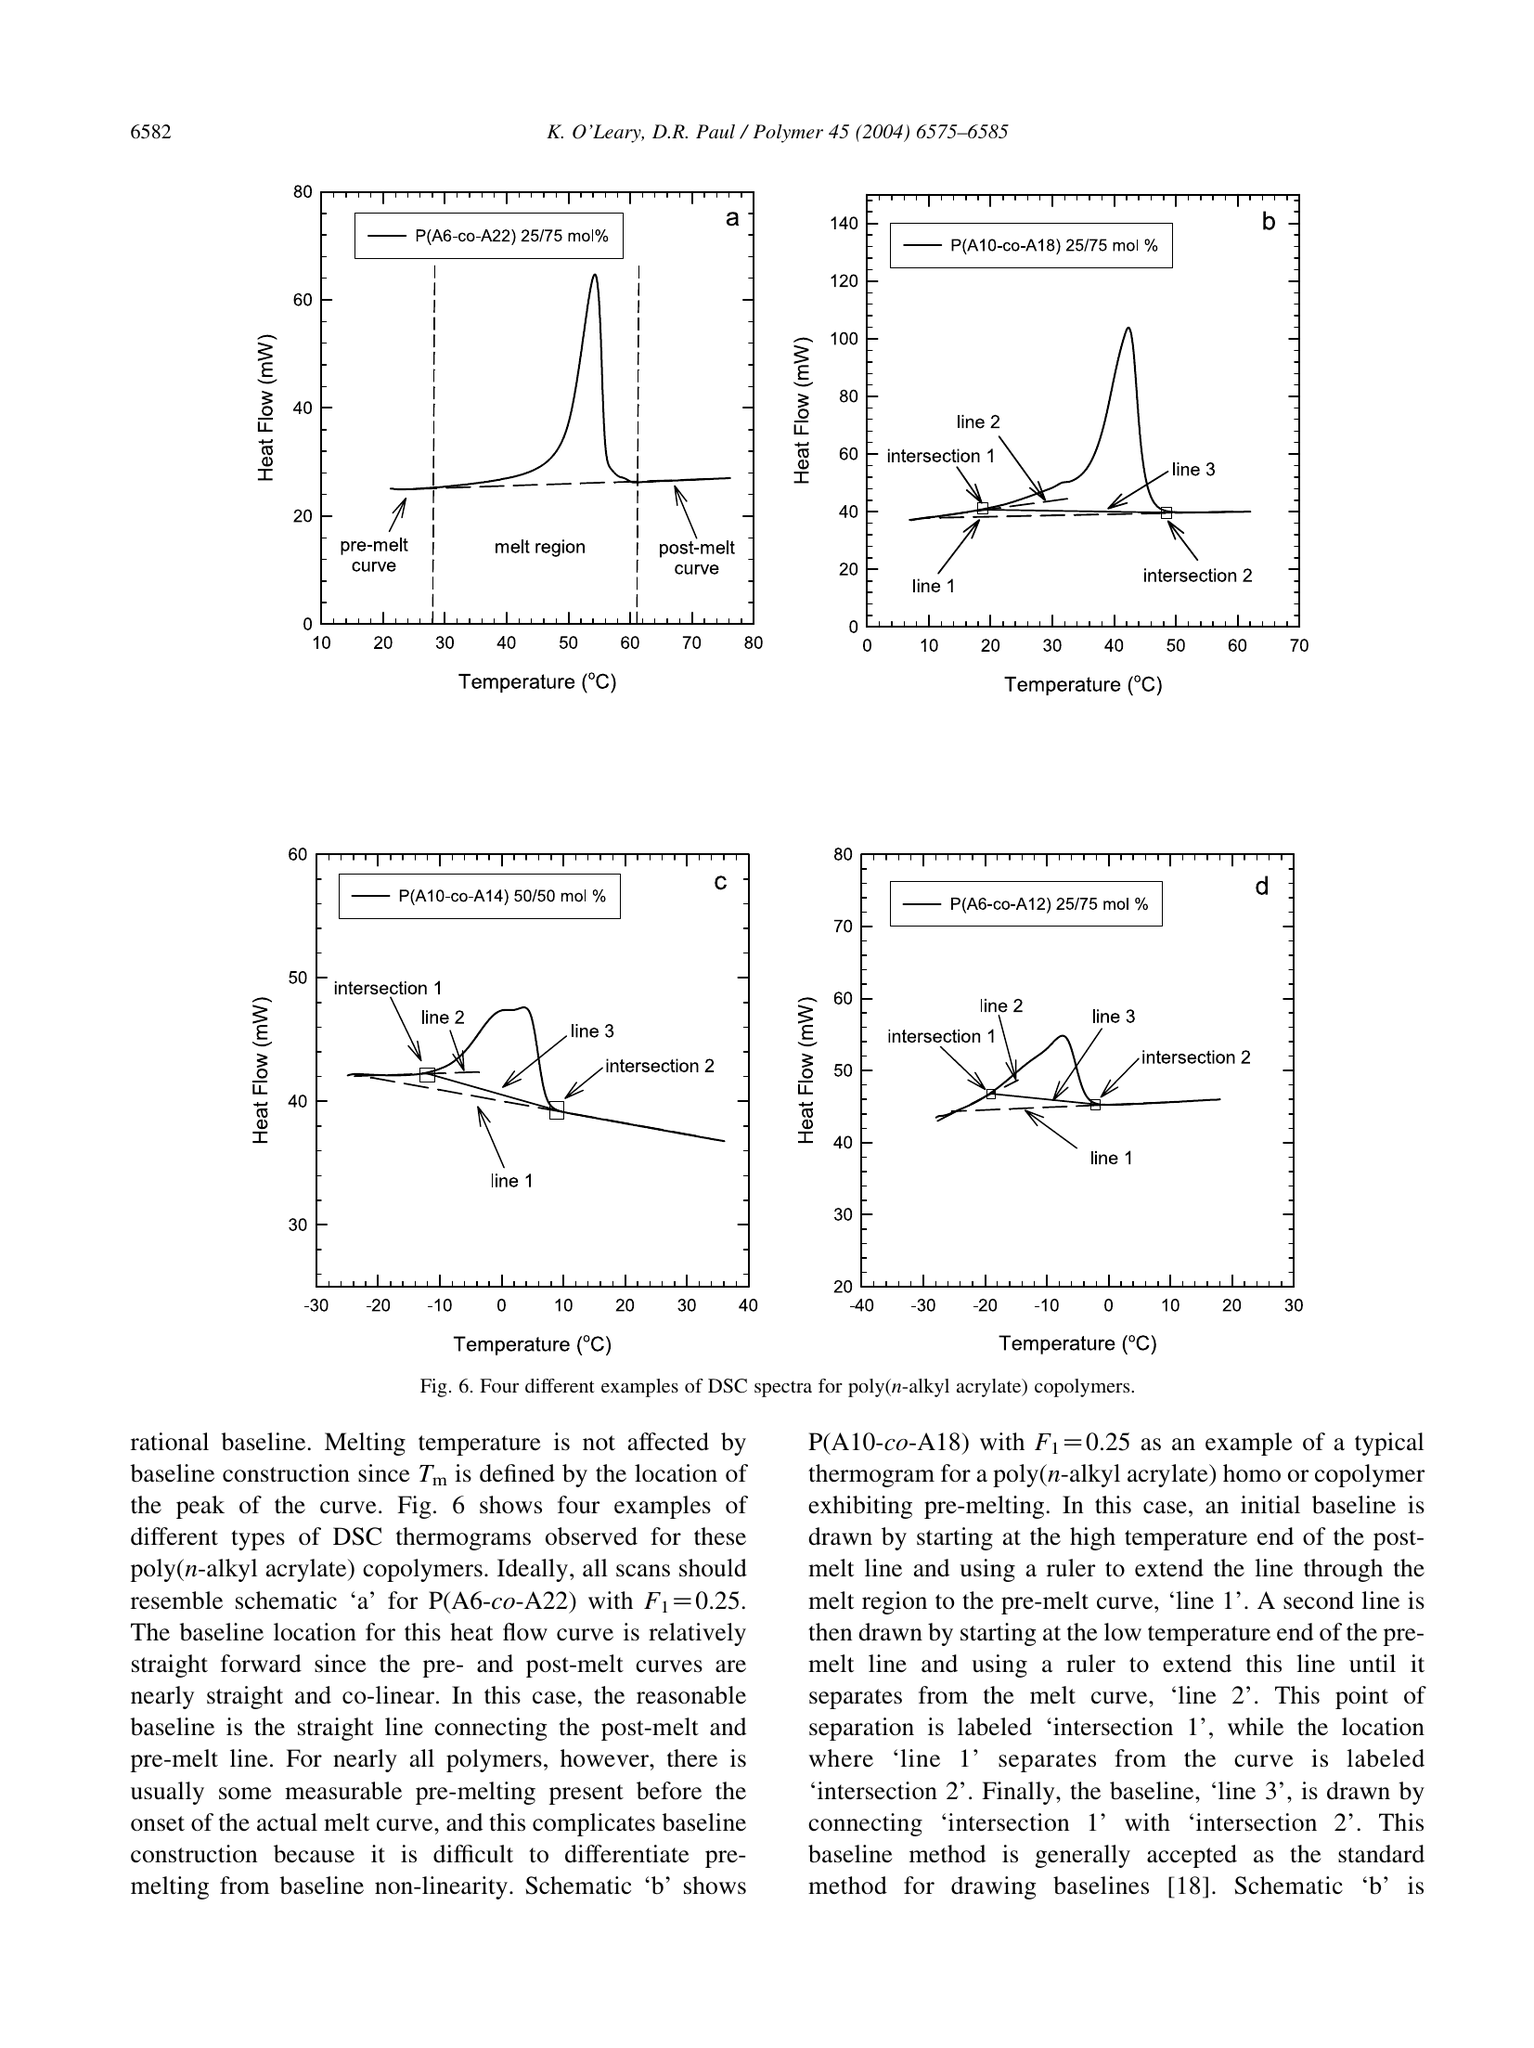 6582
K. O'Leary, D.R. Paul / Polymer 45 (2004) 6575–6585
80
60
40
20
0
10 20 30 40 50 60 70 80
Heat Flow (mW)
Temperature (°C)
P(A6-co-A22) 25/75 mol%
a
pre-melt
curve
melt region
post-melt
curve
140
120
100
80
60
40
20
0
0 10 20 30 40 50 60 70
Heat Flow (mW)
Temperature (°C)
P(A10-co-A18) 25/75 mol %
b
line 2
intersection 1
line 3
line 1
intersection 2
60
50
40
30
-30 -20 -10 0 10 20 30 40
Heat Flow (mW)
Temperature (°C)
P(A10-co-A14) 50/50 mol %
c
intersection 1
line 2
line 3
intersection 2
line 1
80
70
60
50
40
30
20
-40 -30 -20 -10 0 10 20 30
Heat Flow (mW)
Temperature (°C)
P(A6-co-A12) 25/75 mol %
d
line 2
line 3
intersection 1
intersection 2
line 1
Fig. 6. Four different examples of DSC spectra for poly(n-alkyl acrylate) copolymers.
rational baseline. Melting temperature is not affected by
baseline construction since Tm is defined by the location of
the peak of the curve. Fig. 6 shows four examples of
different types of DSC thermograms observed for these
poly(n-alkyl acrylate) copolymers. Ideally, all scans should
resemble schematic 'a' for P(A6-co-A22) with F1=0.25.
The baseline location for this heat flow curve is relatively
straight forward since the pre- and post-melt curves are
nearly straight and co-linear. In this case, the reasonable
baseline is the straight line connecting the post-melt and
pre-melt line. For nearly all polymers, however, there is
usually some measurable pre-melting present before the
onset of the actual melt curve, and this complicates baseline
construction because it is difficult to differentiate pre-
melting from baseline non-linearity. Schematic 'b' shows
P(A10-co-A18) with F1=0.25 as an example of a typical
thermogram for a poly(n-alkyl acrylate) homo or copolymer
exhibiting pre-melting. In this case, an initial baseline is
drawn by starting at the high temperature end of the post-
melt line and using a ruler to extend the line through the
melt region to the pre-melt curve, 'line 1'. A second line is
then drawn by starting at the low temperature end of the pre-
melt line and using a ruler to extend this line until it
separates from the melt curve, 'line 2'. This point of
separation is labeled 'intersection 1', while the location
where 'line 1' separates from the curve is labeled
'intersection 2'. Finally, the baseline, 'line 3', is drawn by
connecting 'intersection 1' with 'intersection 2'. This
baseline method is generally accepted as the standard
method for drawing baselines [18]. Schematic 'b' is